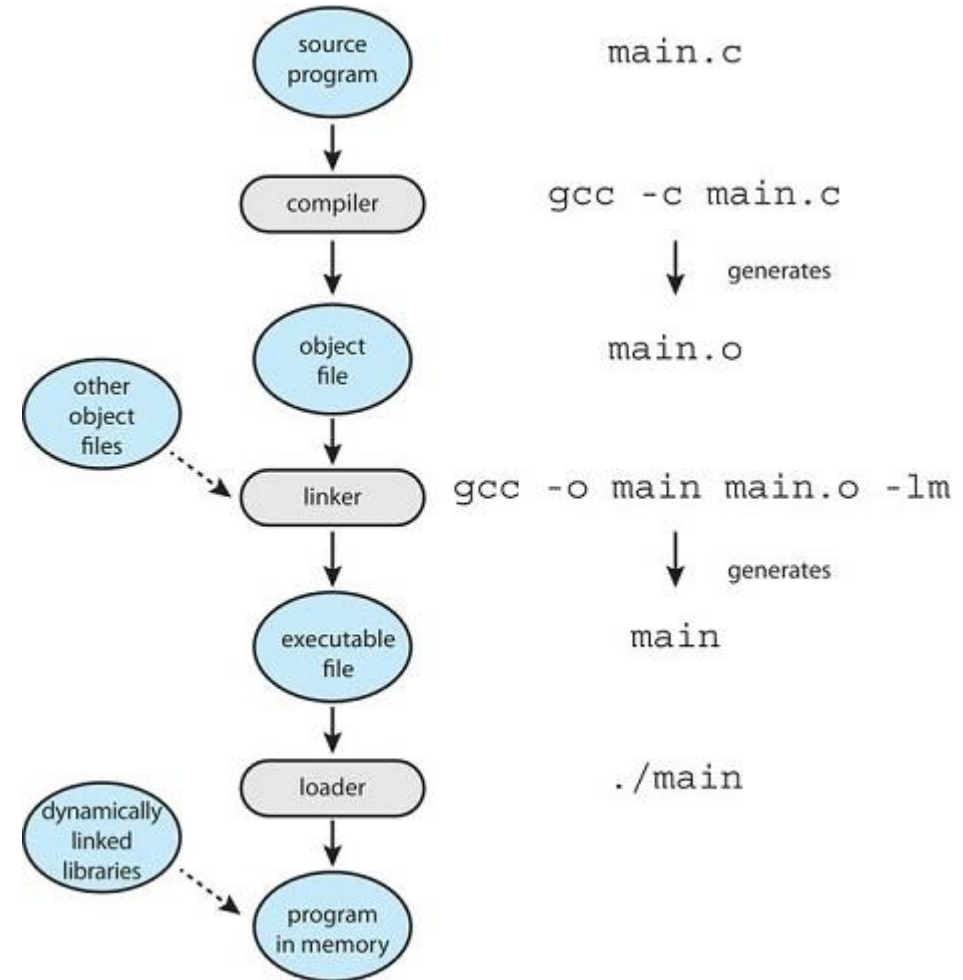 source
program
main.c
compiler
gcc -c main.c
generates
object
file
main.o
other
object
files
linker
gcc -o main main.o -lm
generates
executable
file
main
loader
./main
dynamically
linked
libraries
program
in memory